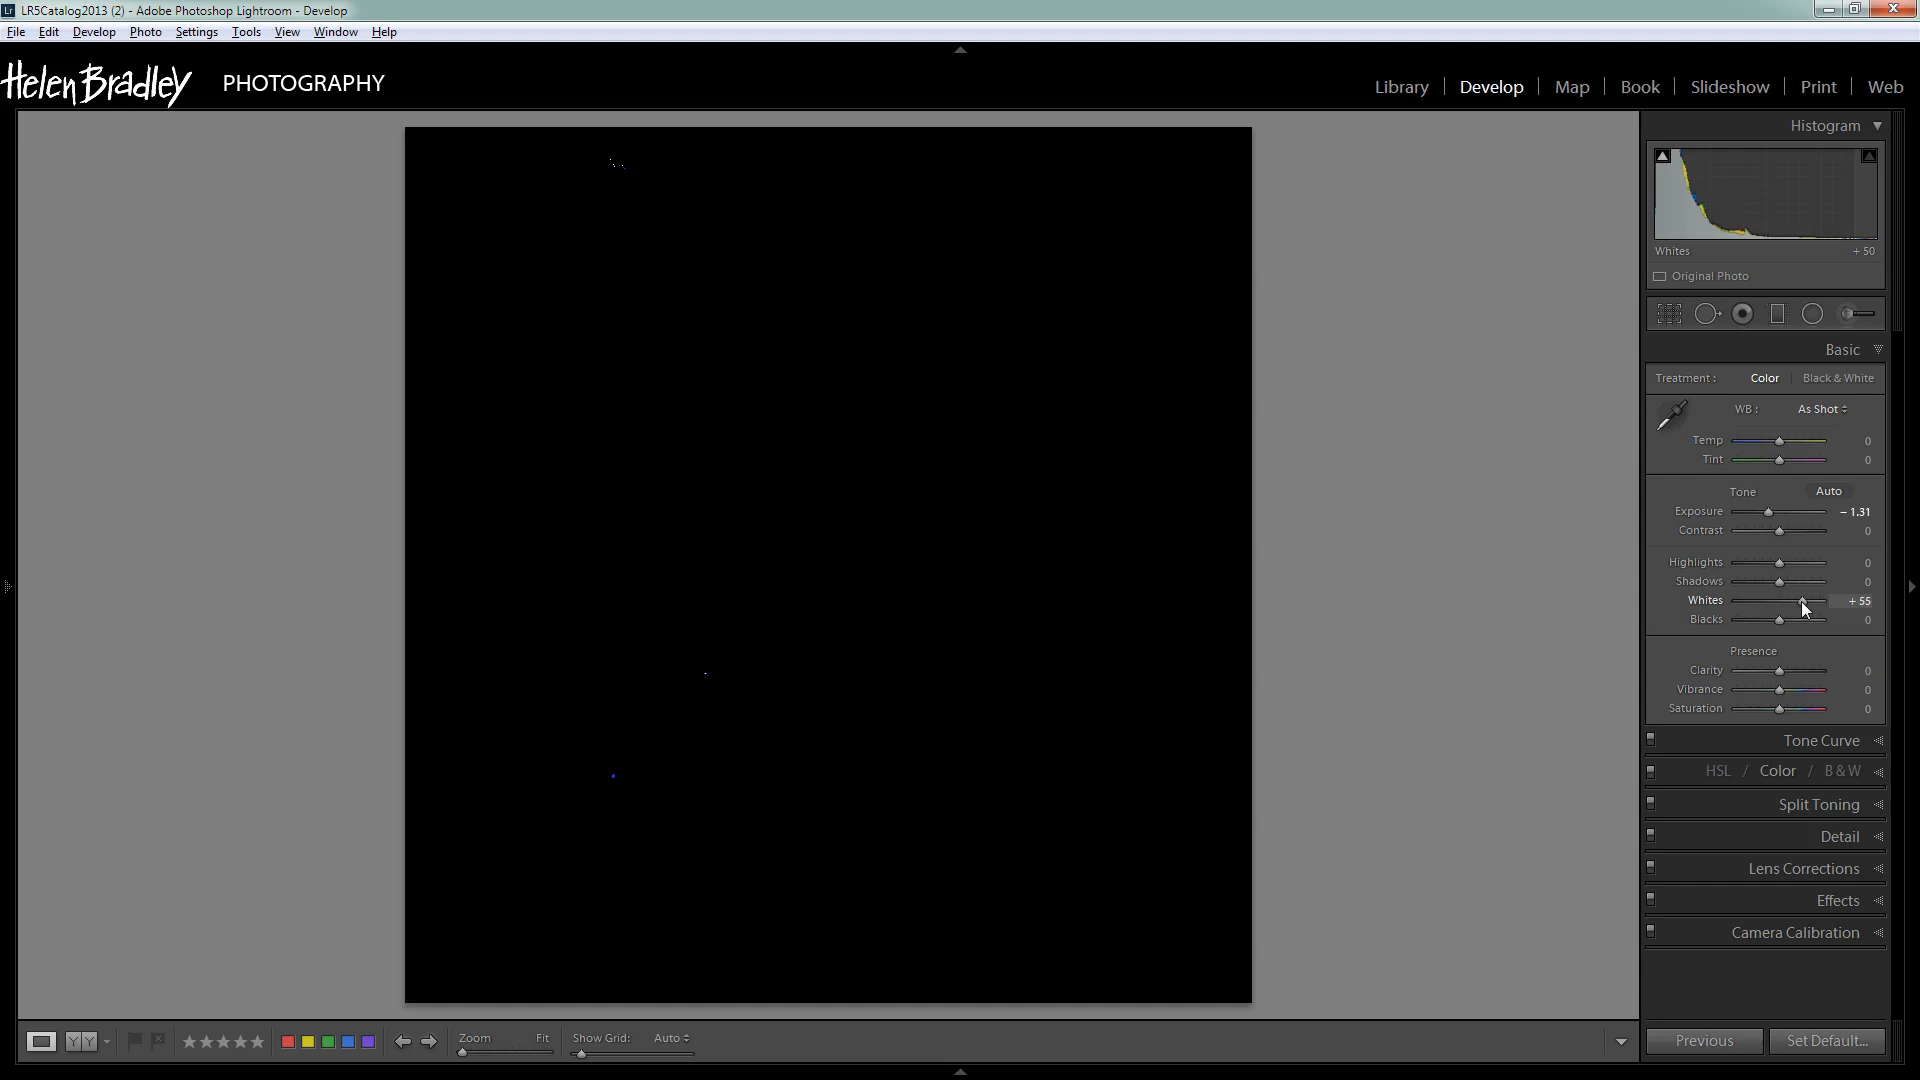 LR5Catalog2013 (2) - Adobe Photoshop Lightroom - Develop
File Edit Develop Photo Settings Tools View Window Help
Helen Bradley PHOTOGRAPHY
Library Develop Map Book Slideshow Print Web
Histogram
Whites + 50
Original Photo
Basic
Treatment : Color Black & White
WB : As Shot
Temp 0
Tint 0
Tone Auto
Exposure – 1.31
Contrast 0
Highlights 0
Shadows 0
Whites + 55
Blacks 0
Presence
Clarity 0
Vibrance 0
Saturation 0
Tone Curve
HSL / Color / B & W
Split Toning
Detail
Lens Corrections
Effects
Camera Calibration
Y Y Zoom Fit Show Grid: Auto Previous Set Default...